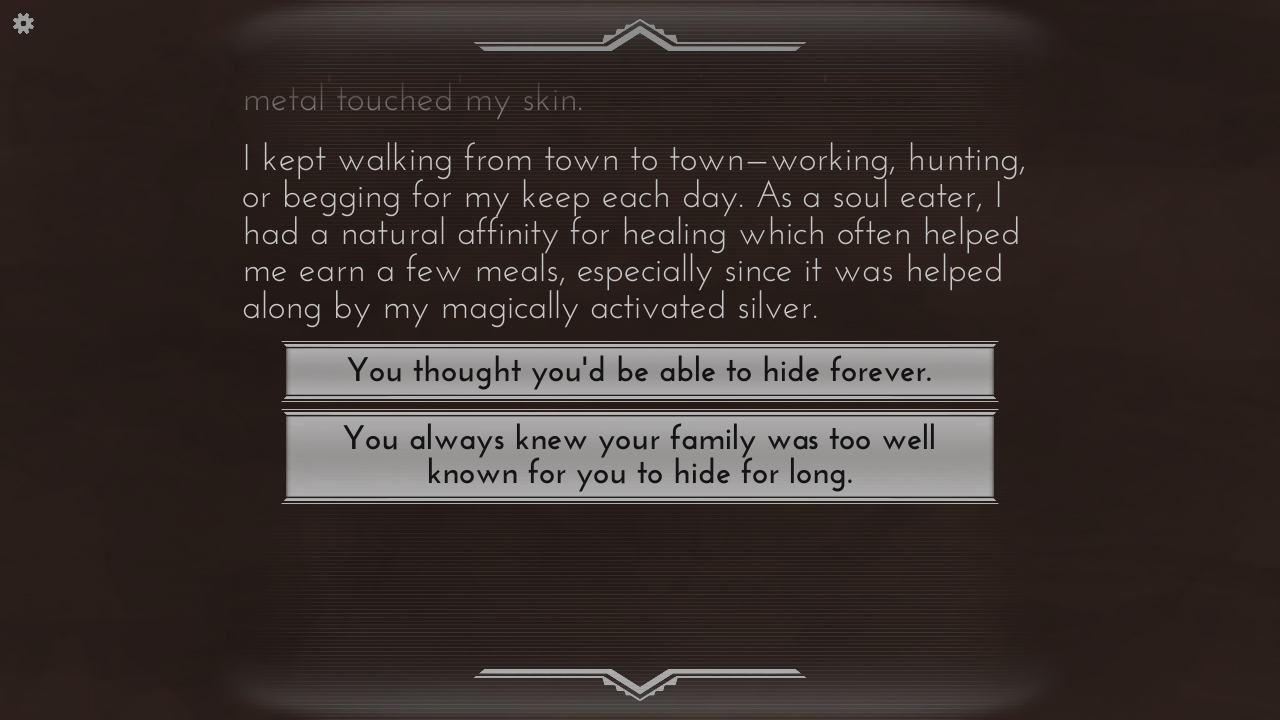 metal touched my skin.
I kept walking from town to town—working, hunting,
or begging for my keep each day. As a soul eater, I
had a natural affinity for healing which often helped
me earn a few meals, especially since it was helped
along by my magically activated silver.
You thought you'd be able to hide forever.
You always knew your family was too well
known for you to hide for long.